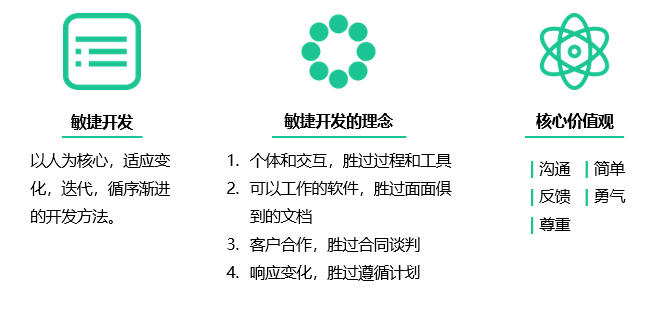 敏捷开发
以人为核心，适应变
化，迭代，循序渐进
的开发方法。
敏捷开发的理念
1. 个体和交互，胜过过程和工具
2. 可以工作的软件，胜过面面俱
到的文档
3. 客户合作，胜过合同谈判
4. 响应变化，胜过遵循计划
核心价值观
沟通 简单
反馈 勇气
尊重